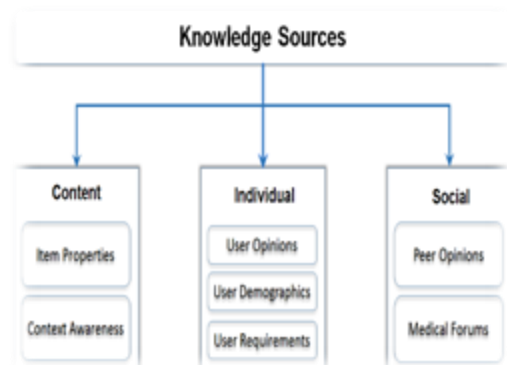 Knowledge Sources
Content
Item Properties
Context Awareness
Individual
User Opinions
User Demographics
User Requirements
Social
Peer Opinions
Medical Forums